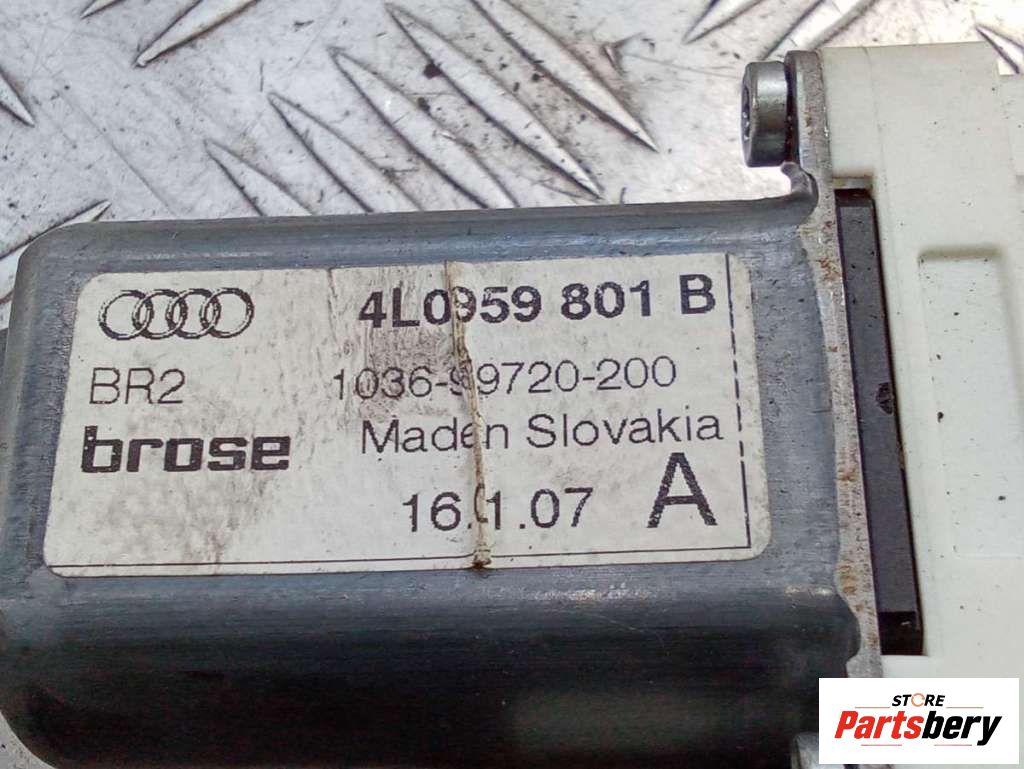 4L0959 801 B
BR2 1036-99720-200
brose Maden Slovakia
16.1.07 A
STORE
Partsbery